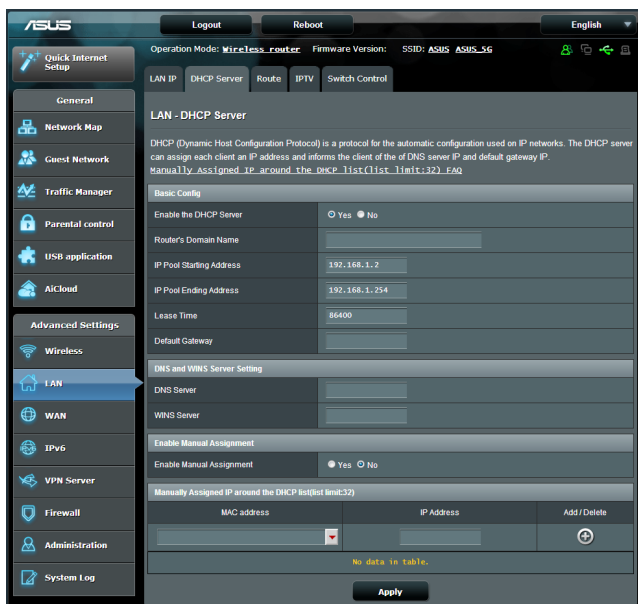 ASUS Logout Reboot English
Quick Internet Setup
Operation Mode: Wireless router Firmware Version: SSID: ASUS ASUS_5G
LAN IP DHCP Server Route IPTV Switch Control
General
Network Map
Guest Network
Traffic Manager
Parental control
USB application
AiCloud
Advanced Settings
Wireless
LAN
WAN
IPv6
VPN Server
Firewall
Administration
System Log
LAN - DHCP Server
DHCP (Dynamic Host Configuration Protocol) is a protocol for the automatic configuration used on IP networks. The DHCP server
can assign each client an IP address and informs the client of the of DNS server IP and default gateway IP.
Manually Assigned IP around the DHCP list(list limit:32) FAQ
Basic Config
Enable the DHCP Server Yes No
Router's Domain Name
IP Pool Starting Address 192.168.1.2
IP Pool Ending Address 192.168.1.254
Lease Time 86400
Default Gateway
DNS and WINS Server Setting
DNS Server
WINS Server
Enable Manual Assignment
Enable Manual Assignment Yes No
Manually Assigned IP around the DHCP list(list limit:32)
MAC address IP Address Add / Delete
No data in table.
Apply